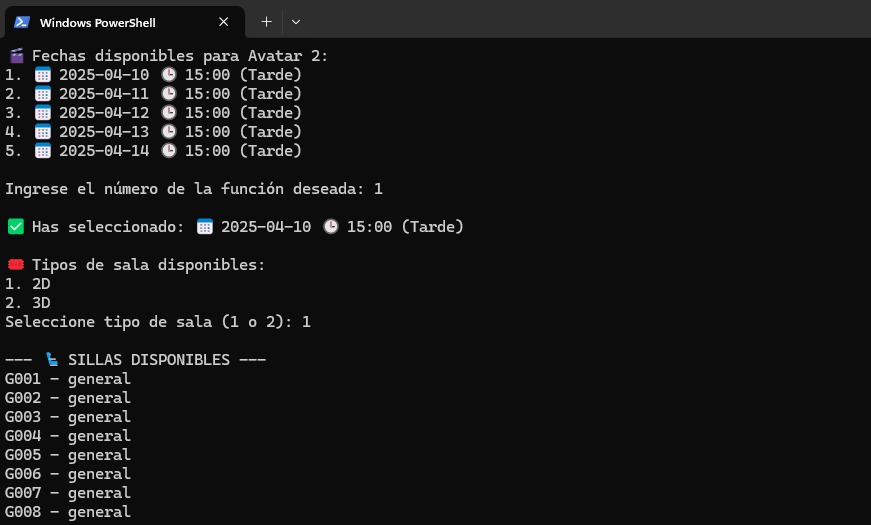 Windows PowerShell
🎬 Fechas disponibles para Avatar 2:
1. 📅 2025-04-10 🕒 15:00 (Tarde)
2. 📅 2025-04-11 🕒 15:00 (Tarde)
3. 📅 2025-04-12 🕒 15:00 (Tarde)
4. 📅 2025-04-13 🕒 15:00 (Tarde)
5. 📅 2025-04-14 🕒 15:00 (Tarde)
Ingrese el número de la función deseada: 1
✅ Has seleccionado: 📅 2025-04-10 🕒 15:00 (Tarde)
🎟️ Tipos de sala disponibles:
1. 2D
2. 3D
Seleccione tipo de sala (1 o 2): 1
--- 💺 SILLAS DISPONIBLES ---
G001 - general
G002 - general
G003 - general
G004 - general
G005 - general
G006 - general
G007 - general
G008 - general